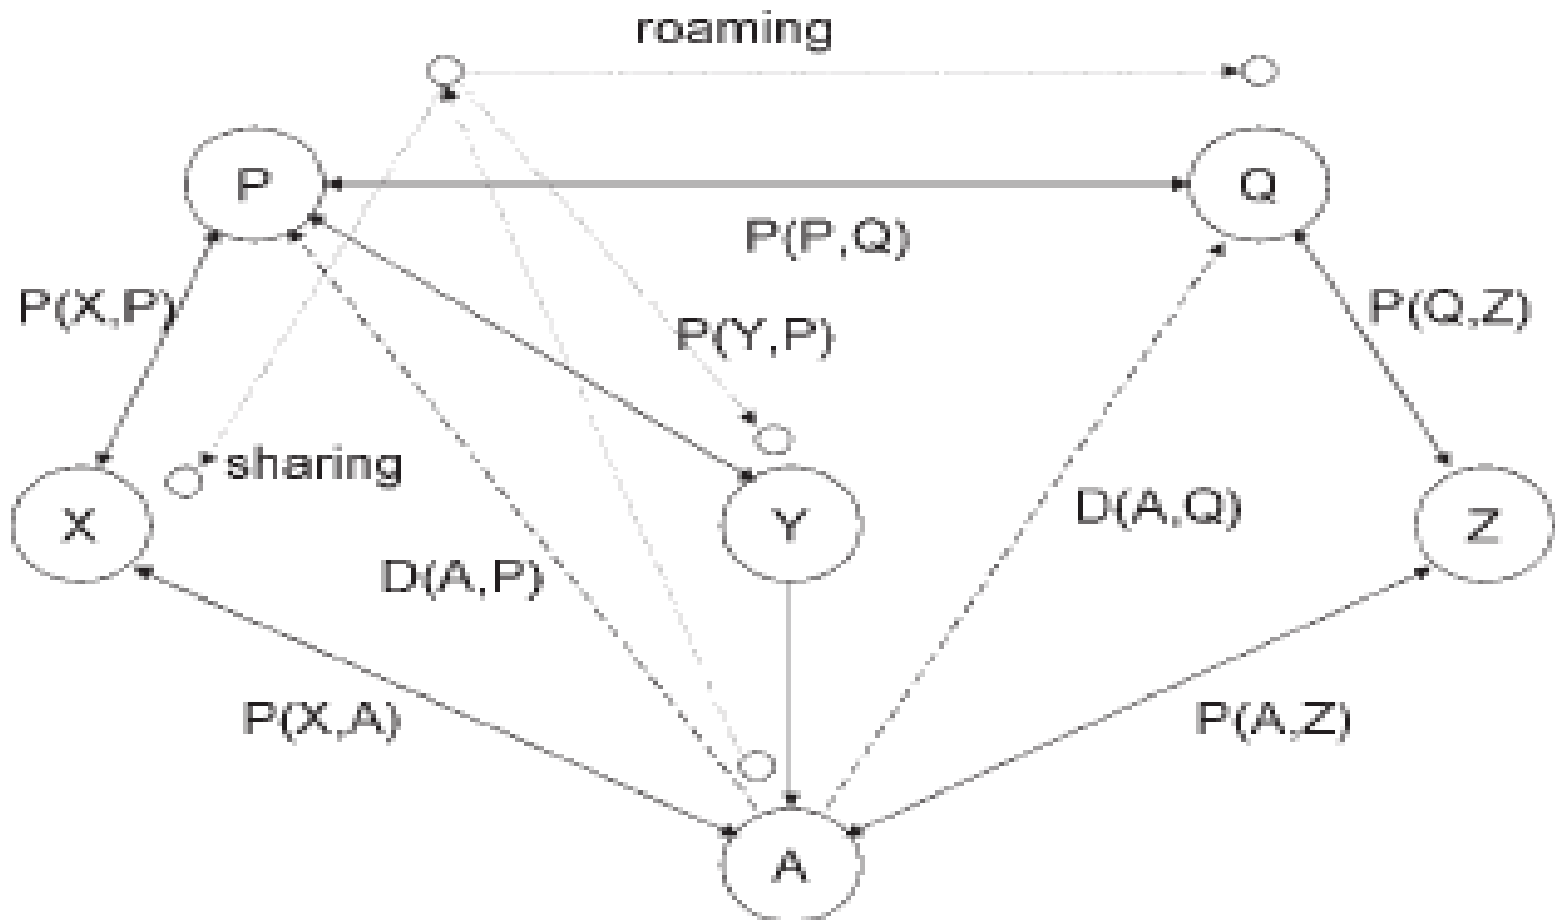 roaming
P
Q
P(P,Q)
P(X,P)
P(Y,P)
P(Q,Z)
sharing
X
Y
Z
D(A,Q)
D(A,P)
P(X,A)
P(A,Z)
A